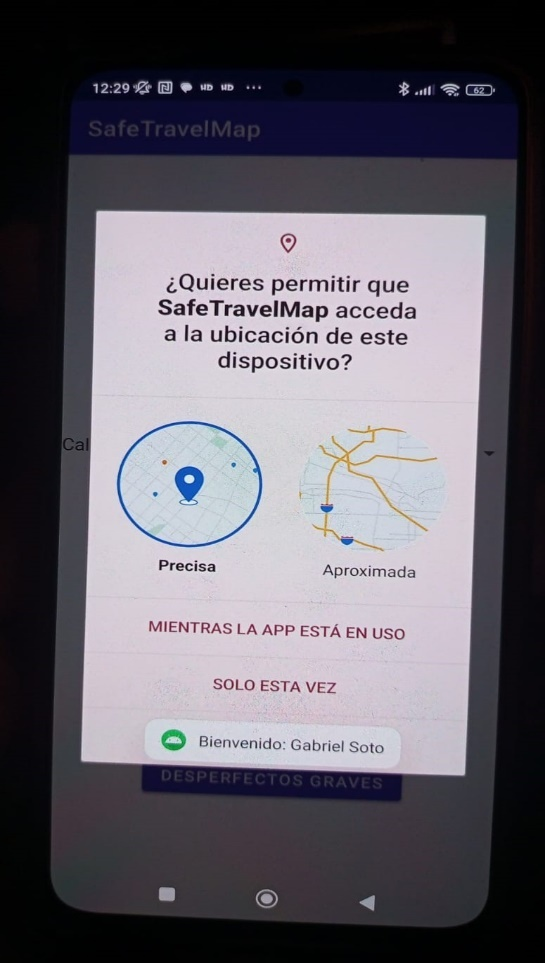 12:29
62
SafeTravelMap
¿Quieres permitir que
SafeTravelMap acceda
a la ubicación de este
dispositivo?
Cal
Precisa
Aproximada
MIENTRAS LA APP ESTÁ EN USO
SOLO ESTA VEZ
Bienvenido: Gabriel Soto
DESPERFECTOS GRAVES